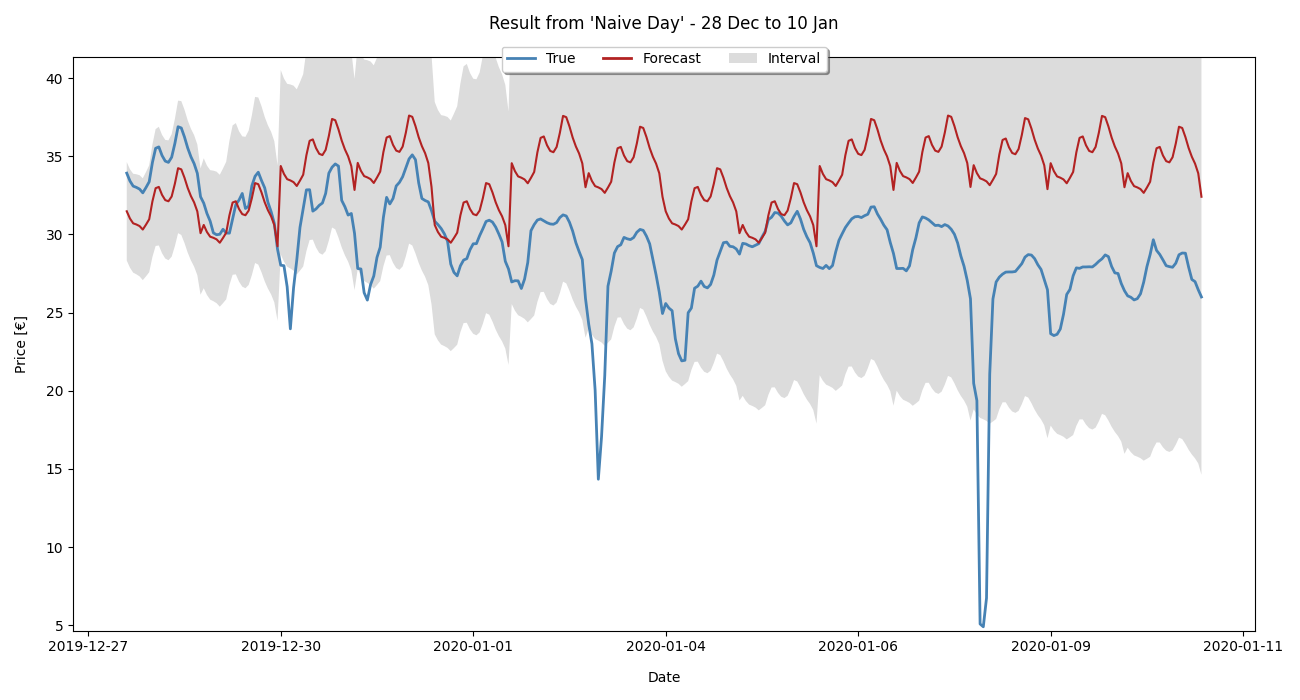 Result from 'Naive Day' - 28 Dec to 10 Jan
True
Forecast
Interval
40
35
30
25
20
15
10
5
Price [€]
2019-12-27
2019-12-30
2020-01-01
2020-01-04
2020-01-06
2020-01-09
2020-01-11
Date